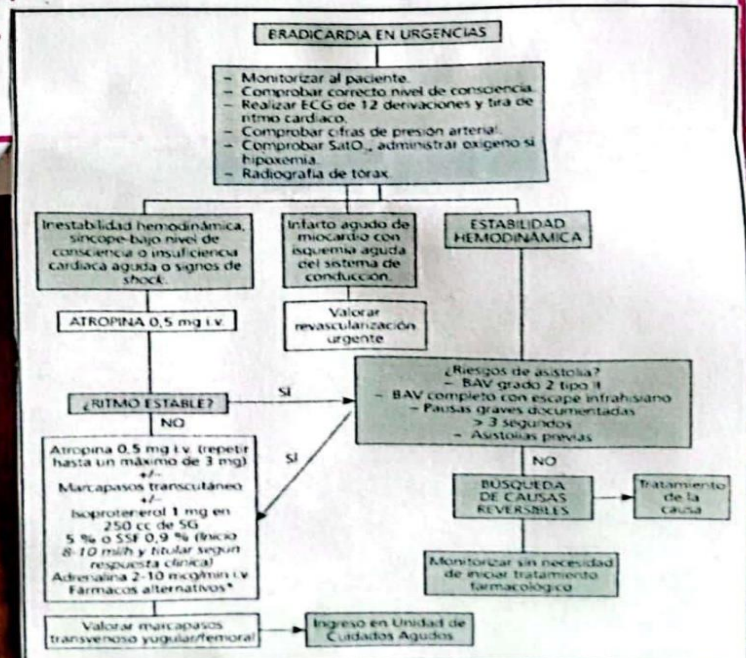 BRADICARDIA EN URGENCIAS
– Monitorizar al paciente.
– Comprobar correcto nivel de consciencia.
– Realizar ECG de 12 derivaciones y tira de
ritmo cardiaco.
– Comprobar cifras de presión arterial.
– Comprobar SatO₂, administrar oxígeno si
hipoxemia.
– Radiografía de tórax.
Inestabilidad hemodinámica,
síncope-bajo nivel de
consciencia o insuficiencia
cardiaca aguda o signos de
shock.
Infarto agudo de
miocardio con
isquemia aguda
del sistema de
conducción.
ESTABILIDAD
HEMODINÁMICA
ATROPINA 0,5 mg i.v.
Valorar
revascularización
urgente
¿Riesgos de asistolia?
– BAV grado 2 tipo II
– BAV completo con escape infrahisiano
– Pausas graves documentadas
> 3 segundos
– Asistolias previas
¿RITMO ESTABLE?
SÍ
NO
Atropina 0,5 mg i.v. (repetir
hasta un máximo de 3 mg)
+/–
Marcapasos transcutáneo
+/–
Isoproterenol 1 mg en
250 cc de SG
5 % o SSF 0,9 % (Inicio
8-10 ml/h y titular según
respuesta clínica)
Adrenalina 2-10 mcg/min i.v.
Fármacos alternativos*
SÍ
NO
BÚSQUEDA
DE CAUSAS
REVERSIBLES
Tratamiento
de la
causa
Monitorizar sin necesidad
de iniciar tratamiento
farmacológico
Valorar marcapasos
transvenoso yugular/femoral
Ingreso en Unidad de
Cuidados Agudos